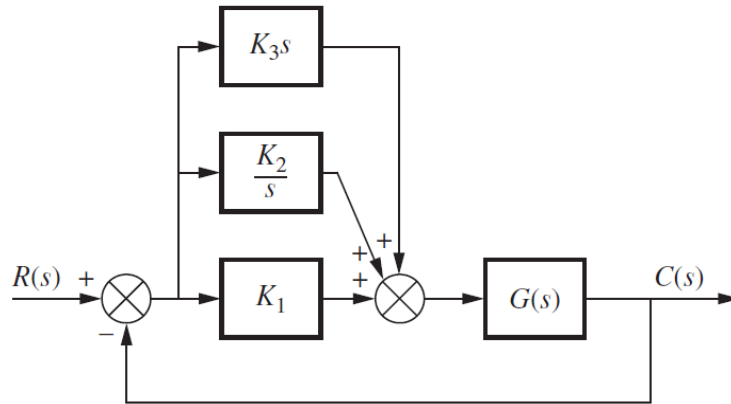 K₃s
K₂
s
R(s) + K₁ + + + G(s) C(s)
−